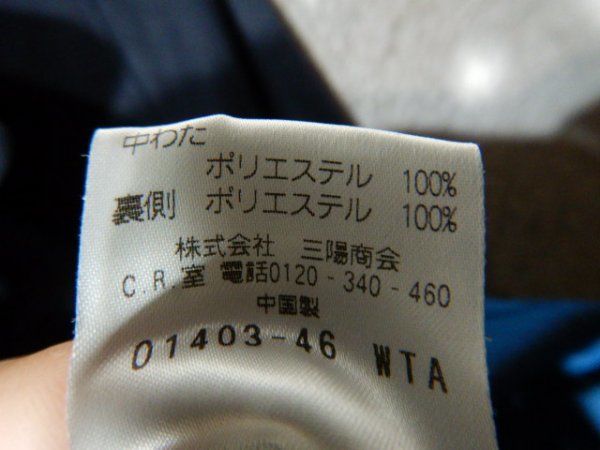 中わた
ポリエステル 100%
裏側 ポリエステル 100%
株式会社 三陽商会
C.R.室 電話0120-340-460
中国製
01403-46 WTA